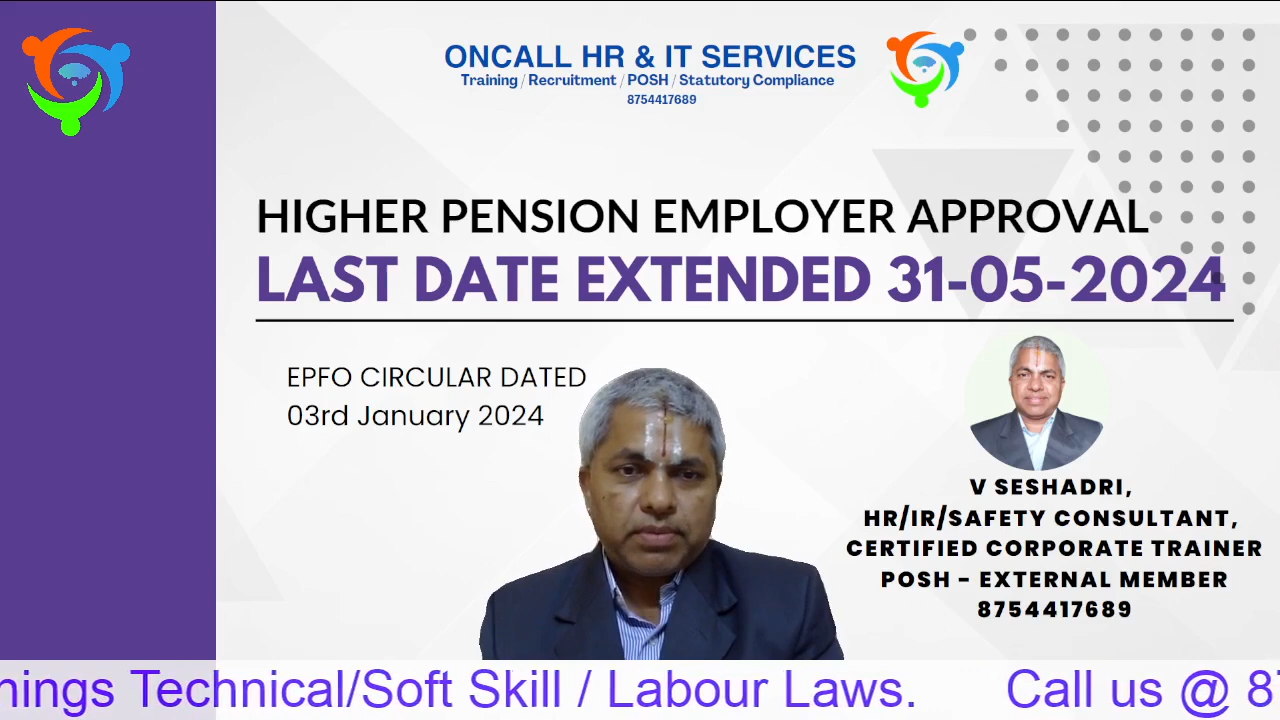 ONCALL HR & IT SERVICES
Training / Recruitment / POSH / Statutory Compliance
8754417689
HIGHER PENSION EMPLOYER APPROVAL
LAST DATE EXTENDED 31-05-2024
EPFO CIRCULAR DATED
03rd January 2024
V SESHADRI,
HR/IR/SAFETY CONSULTANT,
CERTIFIED CORPORATE TRAINER
POSH - EXTERNAL MEMBER
8754417689
Technical/Soft Skill / Labour Laws. Call us @